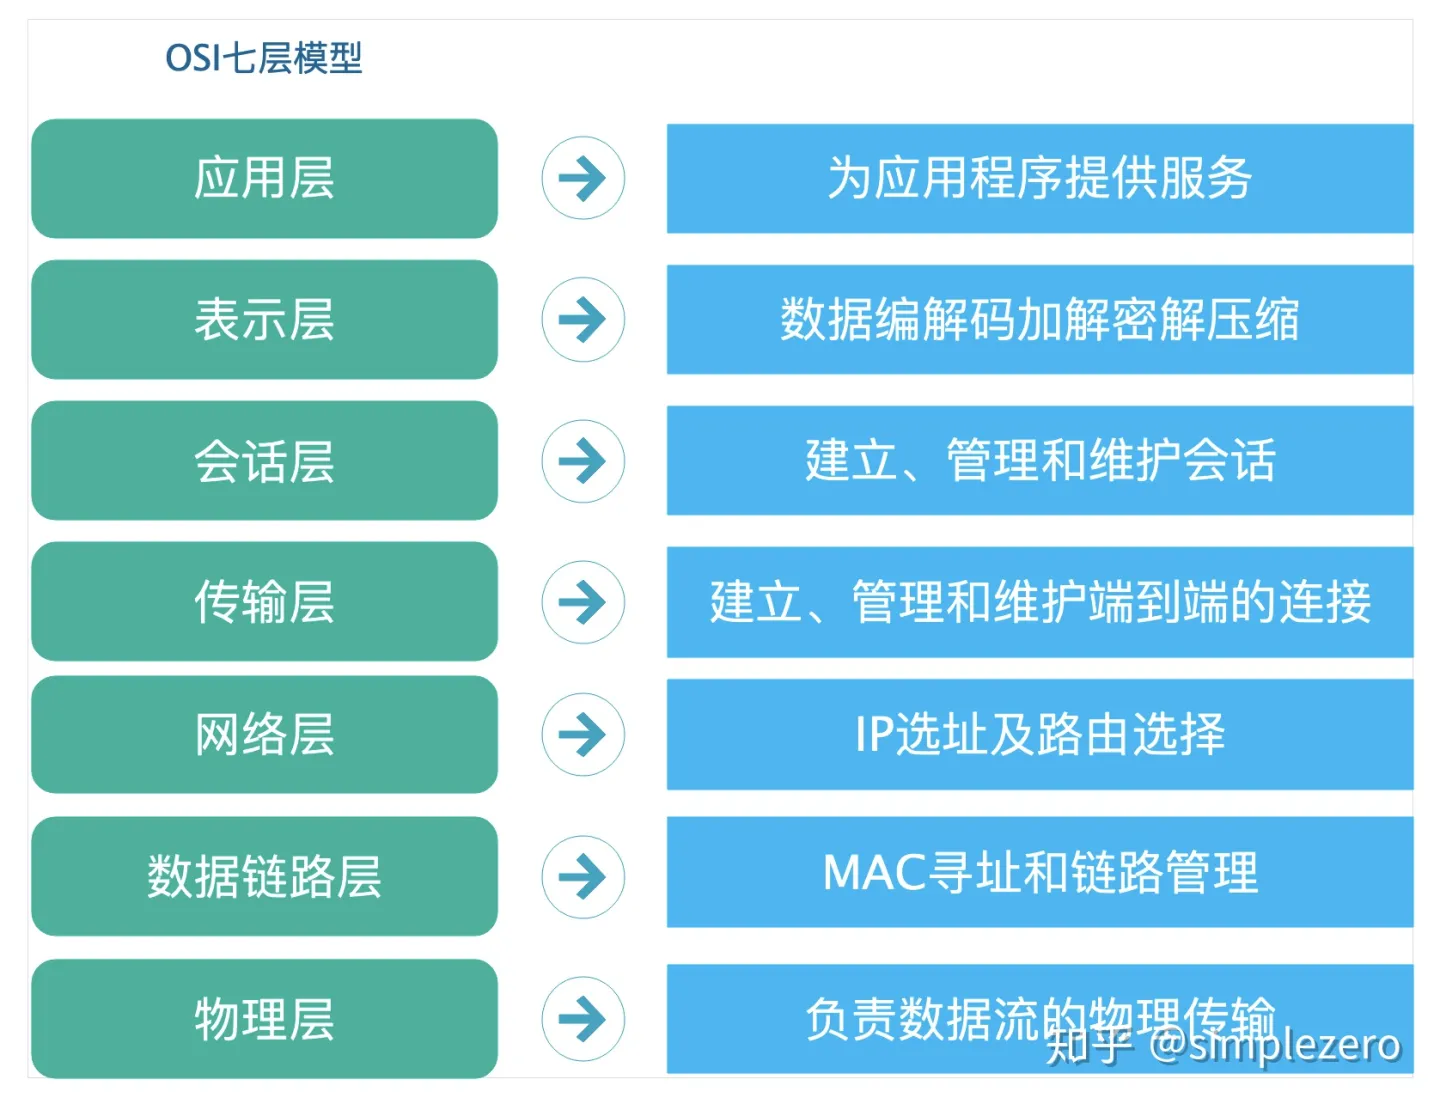 OSI七层模型
应用层
为应用程序提供服务
表示层
数据编解码加解密解压缩
会话层
建立、管理和维护会话
传输层
建立、管理和维护端到端的连接
网络层
IP选址及路由选择
数据链路层
MAC寻址和链路管理
物理层
负责数据流的物理传输
知乎 @simplezero